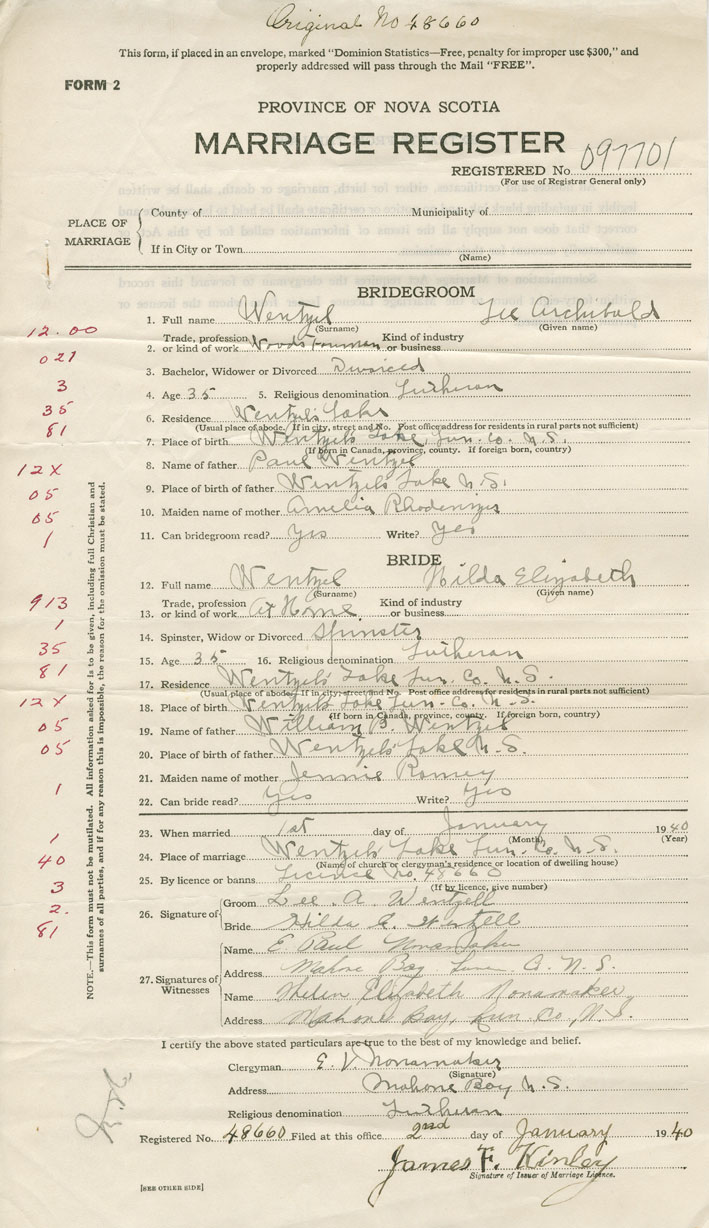 Original No 48660
This form, if placed in an envelope, marked "Dominion Statistics—Free, penalty for improper use $300," and
properly addressed will pass through the Mail "FREE".
FORM 2
PROVINCE OF NOVA SCOTIA
MARRIAGE REGISTER
REGISTERED No. 097701
(For use of Registrar General only)
PLACE OF MARRIAGE
County of Municipality of
If in City or Town
(Name)
BRIDEGROOM
1. Full name Wentzel Lee Archibald
(Surname) (Given name)
12.00
Trade, profession Kind of industry
2. or kind of work Woodsman or business
021
3. Bachelor, Widower or Divorced Divorced
3
4. Age 35 5. Religious denomination Lutheran
35
6. Residence Wentzel's Lake
(Usual place of abode. If in city, street and No. Post office address for residents in rural parts not sufficient)
81
7. Place of birth Wentzel's Lake, Lun. Co. N.S.
(If born in Canada, province, county. If foreign born, country)
12X
8. Name of father Paul Wentzel
05
9. Place of birth of father Wentzel's Lake N.S.
05
10. Maiden name of mother Amelia
1
11. Can bridegroom read? Yes Write? Yes
BRIDE
12. Full name Wentzel Hilda Elizabeth
(Surname) (Given name)
913
Trade, profession Kind of industry
13. or kind of work At Home or business
1
14. Spinster, Widow or Divorced Spinster
35
15. Age 35 16. Religious denomination Lutheran
81
17. Residence Wentzel's Lake Lun. Co. N.S.
(Usual place of abode. If in city street and No. Post office address for residents in rural parts not sufficient)
12X
18. Place of birth Wentzel's Lake Lun. Co. N.S.
(If born in Canada, province, county. If foreign born, country)
05
19. Name of father William B. Wentzel
05
20. Place of birth of father Wentzel's Lake N.S.
21. Maiden name of mother Jennie Romey
1
22. Can bride read? Yes Write? Yes
23. When married 1st day of January 1940
(Month) (Year)
1
24. Place of marriage Wentzel's Lake Lun. Co. N.S.
(Name of church or clergyman's residence or location of dwelling house)
40
25. By licence or banns Licence No. 48660
(If by licence, give number)
3
2.
26. Signature of Groom Lee. A. Wentzell
81
Bride Hilda E. Wentzell
27. Signatures of Witnesses
Name E. Paul Nonamaker
Address Mahone Bay Lun. Co. N.S.
Name Helen Elizabeth Nonamaker
Address Mahone Bay, Lun. Co., N.S.
NOTE.—This form must not be mutilated. All information asked for is to be given, including full Christian and
surnames of all parties, and if for any reason this is impossible, the reason for the omission must be stated.
I certify the above stated particulars are true to the best of my knowledge and belief.
Clergyman E. V. Nonamaker
(Signature)
Address Mahone Bay N.S.
Religious denomination Lutheran
Registered No. 48660 Filed at this office 2nd day of January 1940
James F. Kinley
Signature of Issuer of Marriage Licence.
[SEE OTHER SIDE]